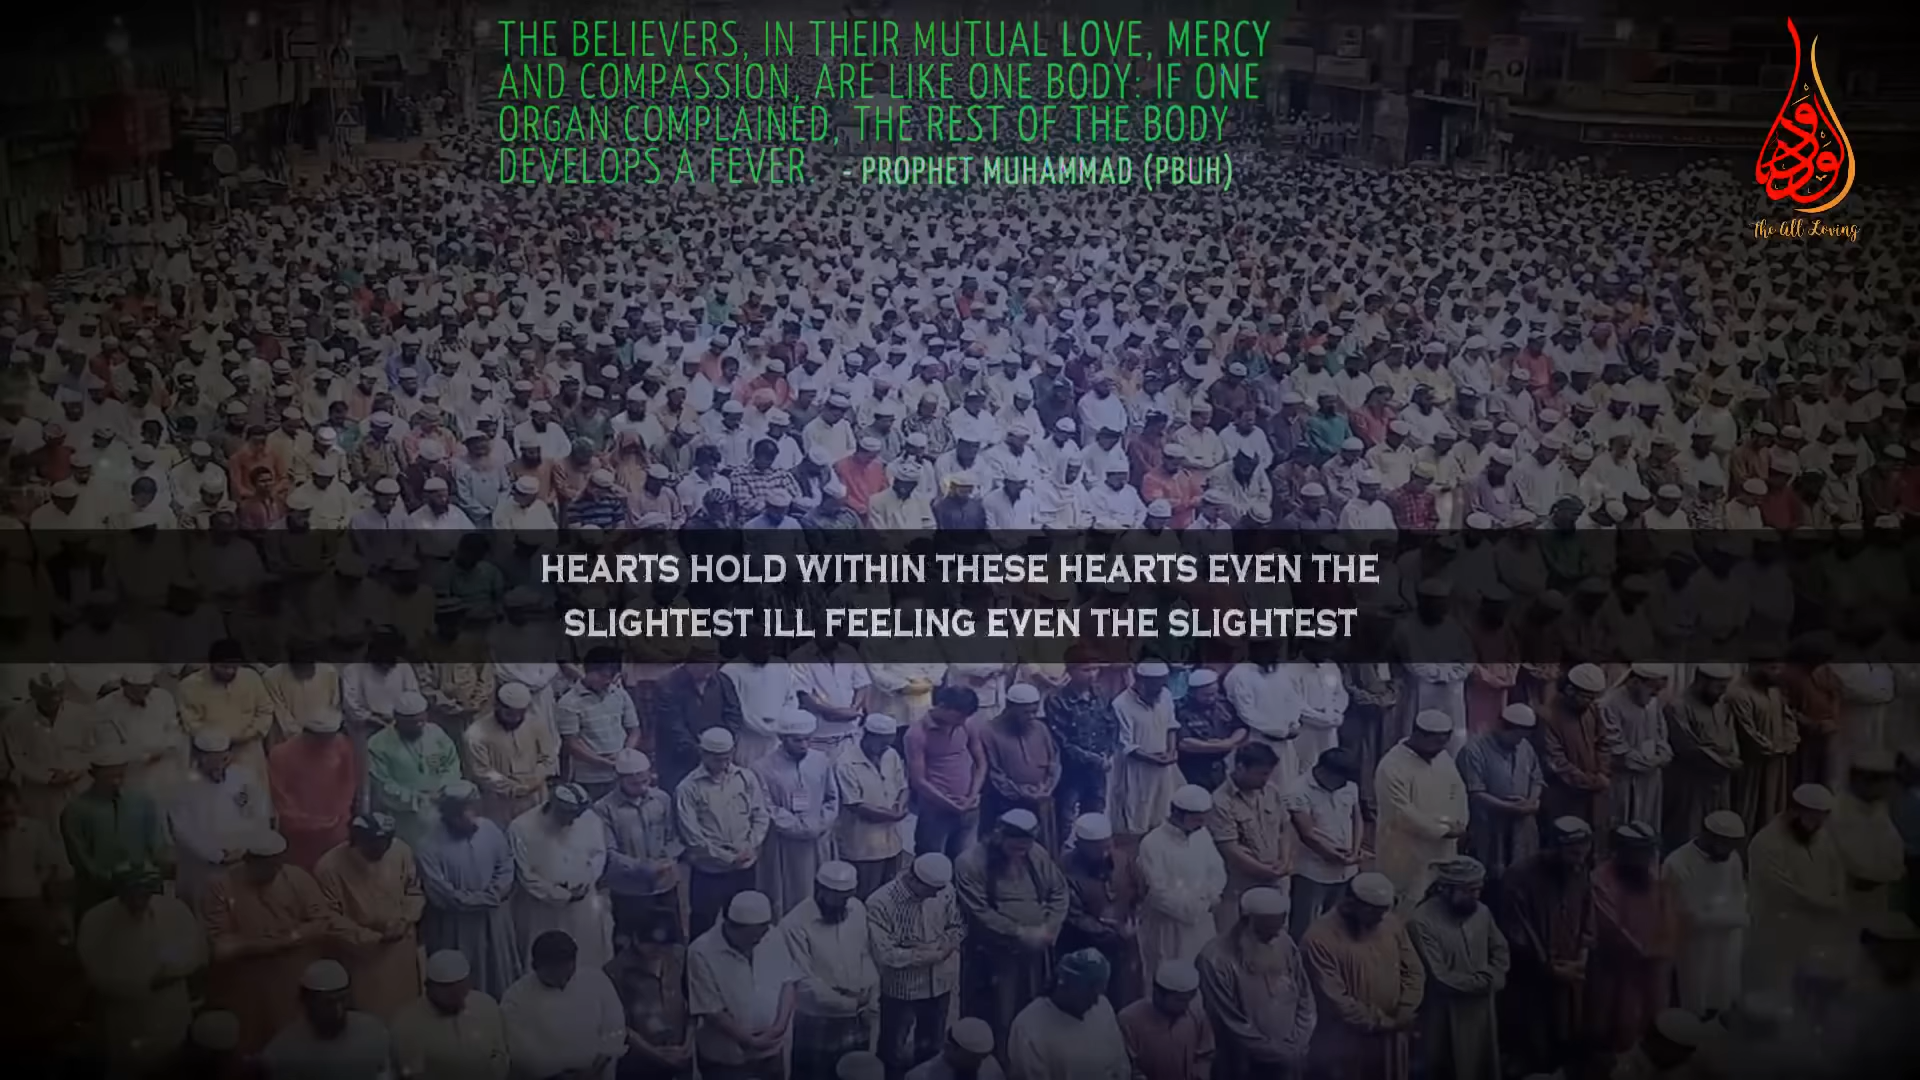 THE BELIEVERS, IN THEIR MUTUAL LOVE, MERCY
AND COMPASSION, ARE LIKE ONE BODY: IF ONE
ORGAN COMPLAINED, THE REST OF THE BODY
DEVELOPS A FEVER. - PROPHET MUHAMMAD (PBUH)
the All Loving
HEARTS HOLD WITHIN THESE HEARTS EVEN THE
SLIGHTEST ILL FEELING EVEN THE SLIGHTEST